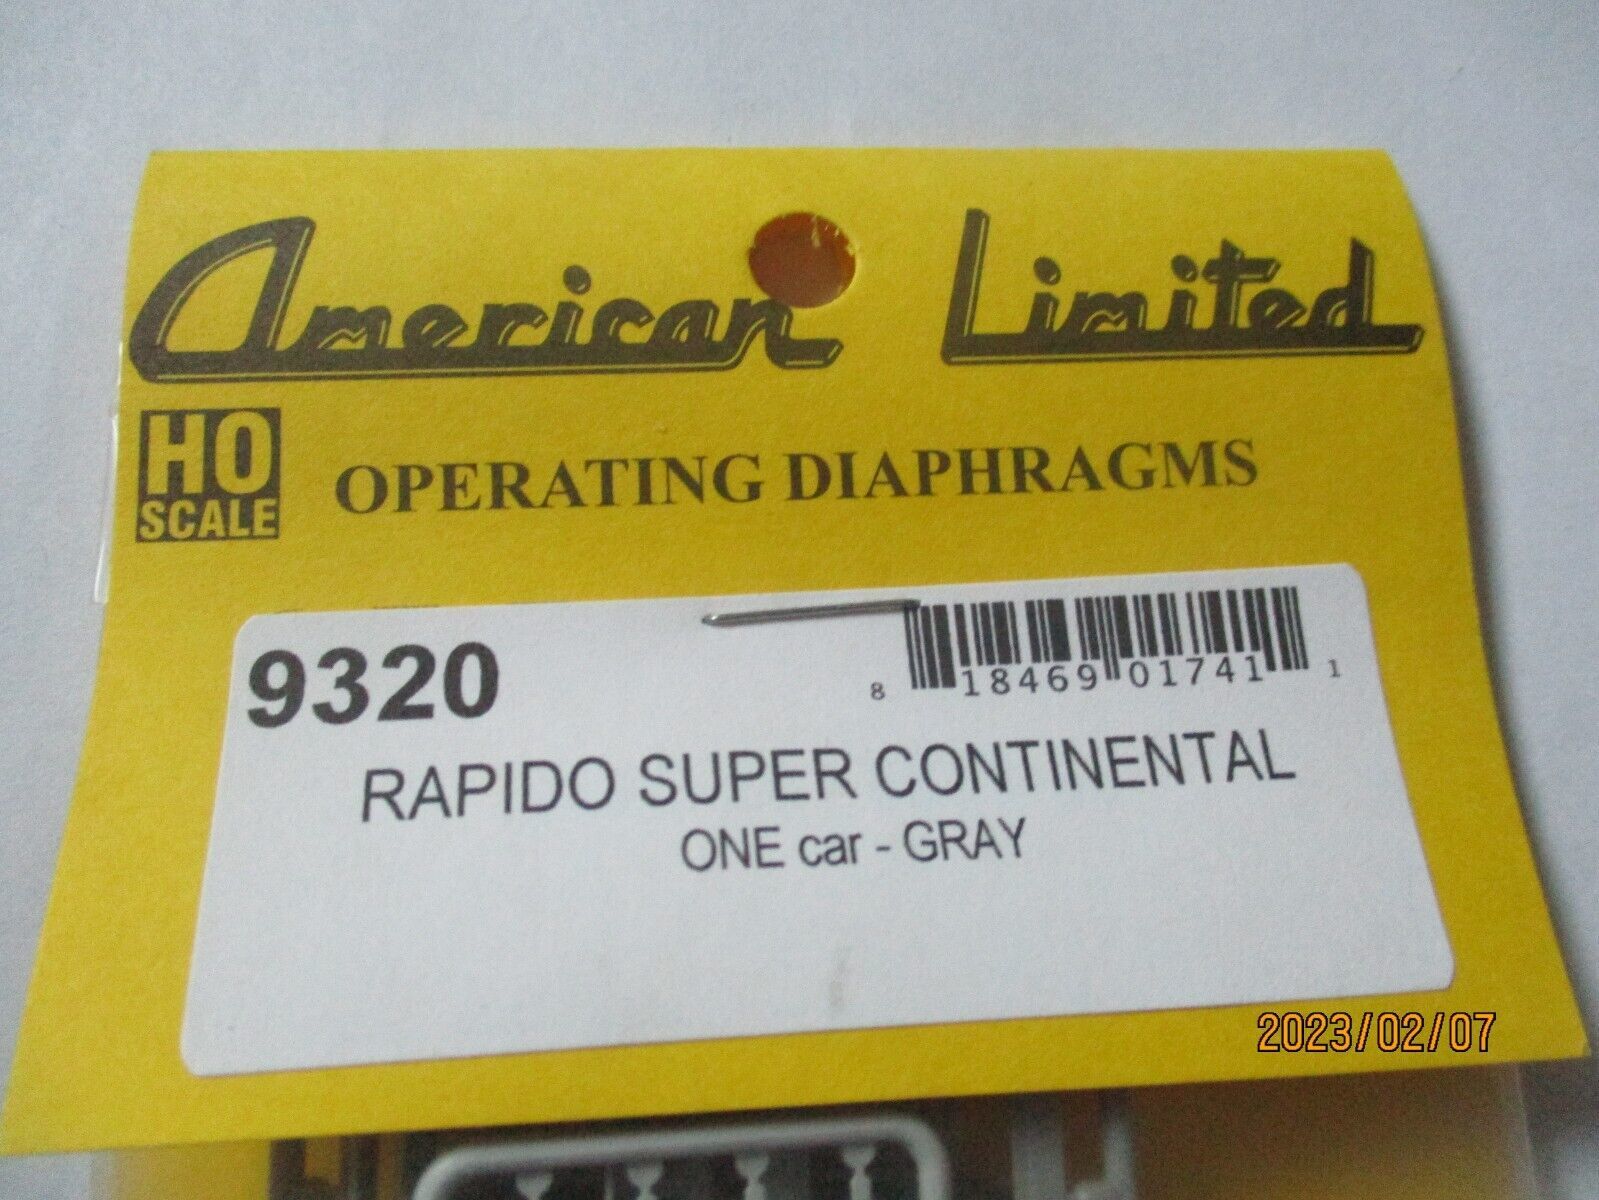 American Limited
HO
SCALE
OPERATING DIAPHRAGMS
9320
8 18469 01741 1
RAPIDO SUPER CONTINENTAL
ONE car - GRAY
2023/02/07